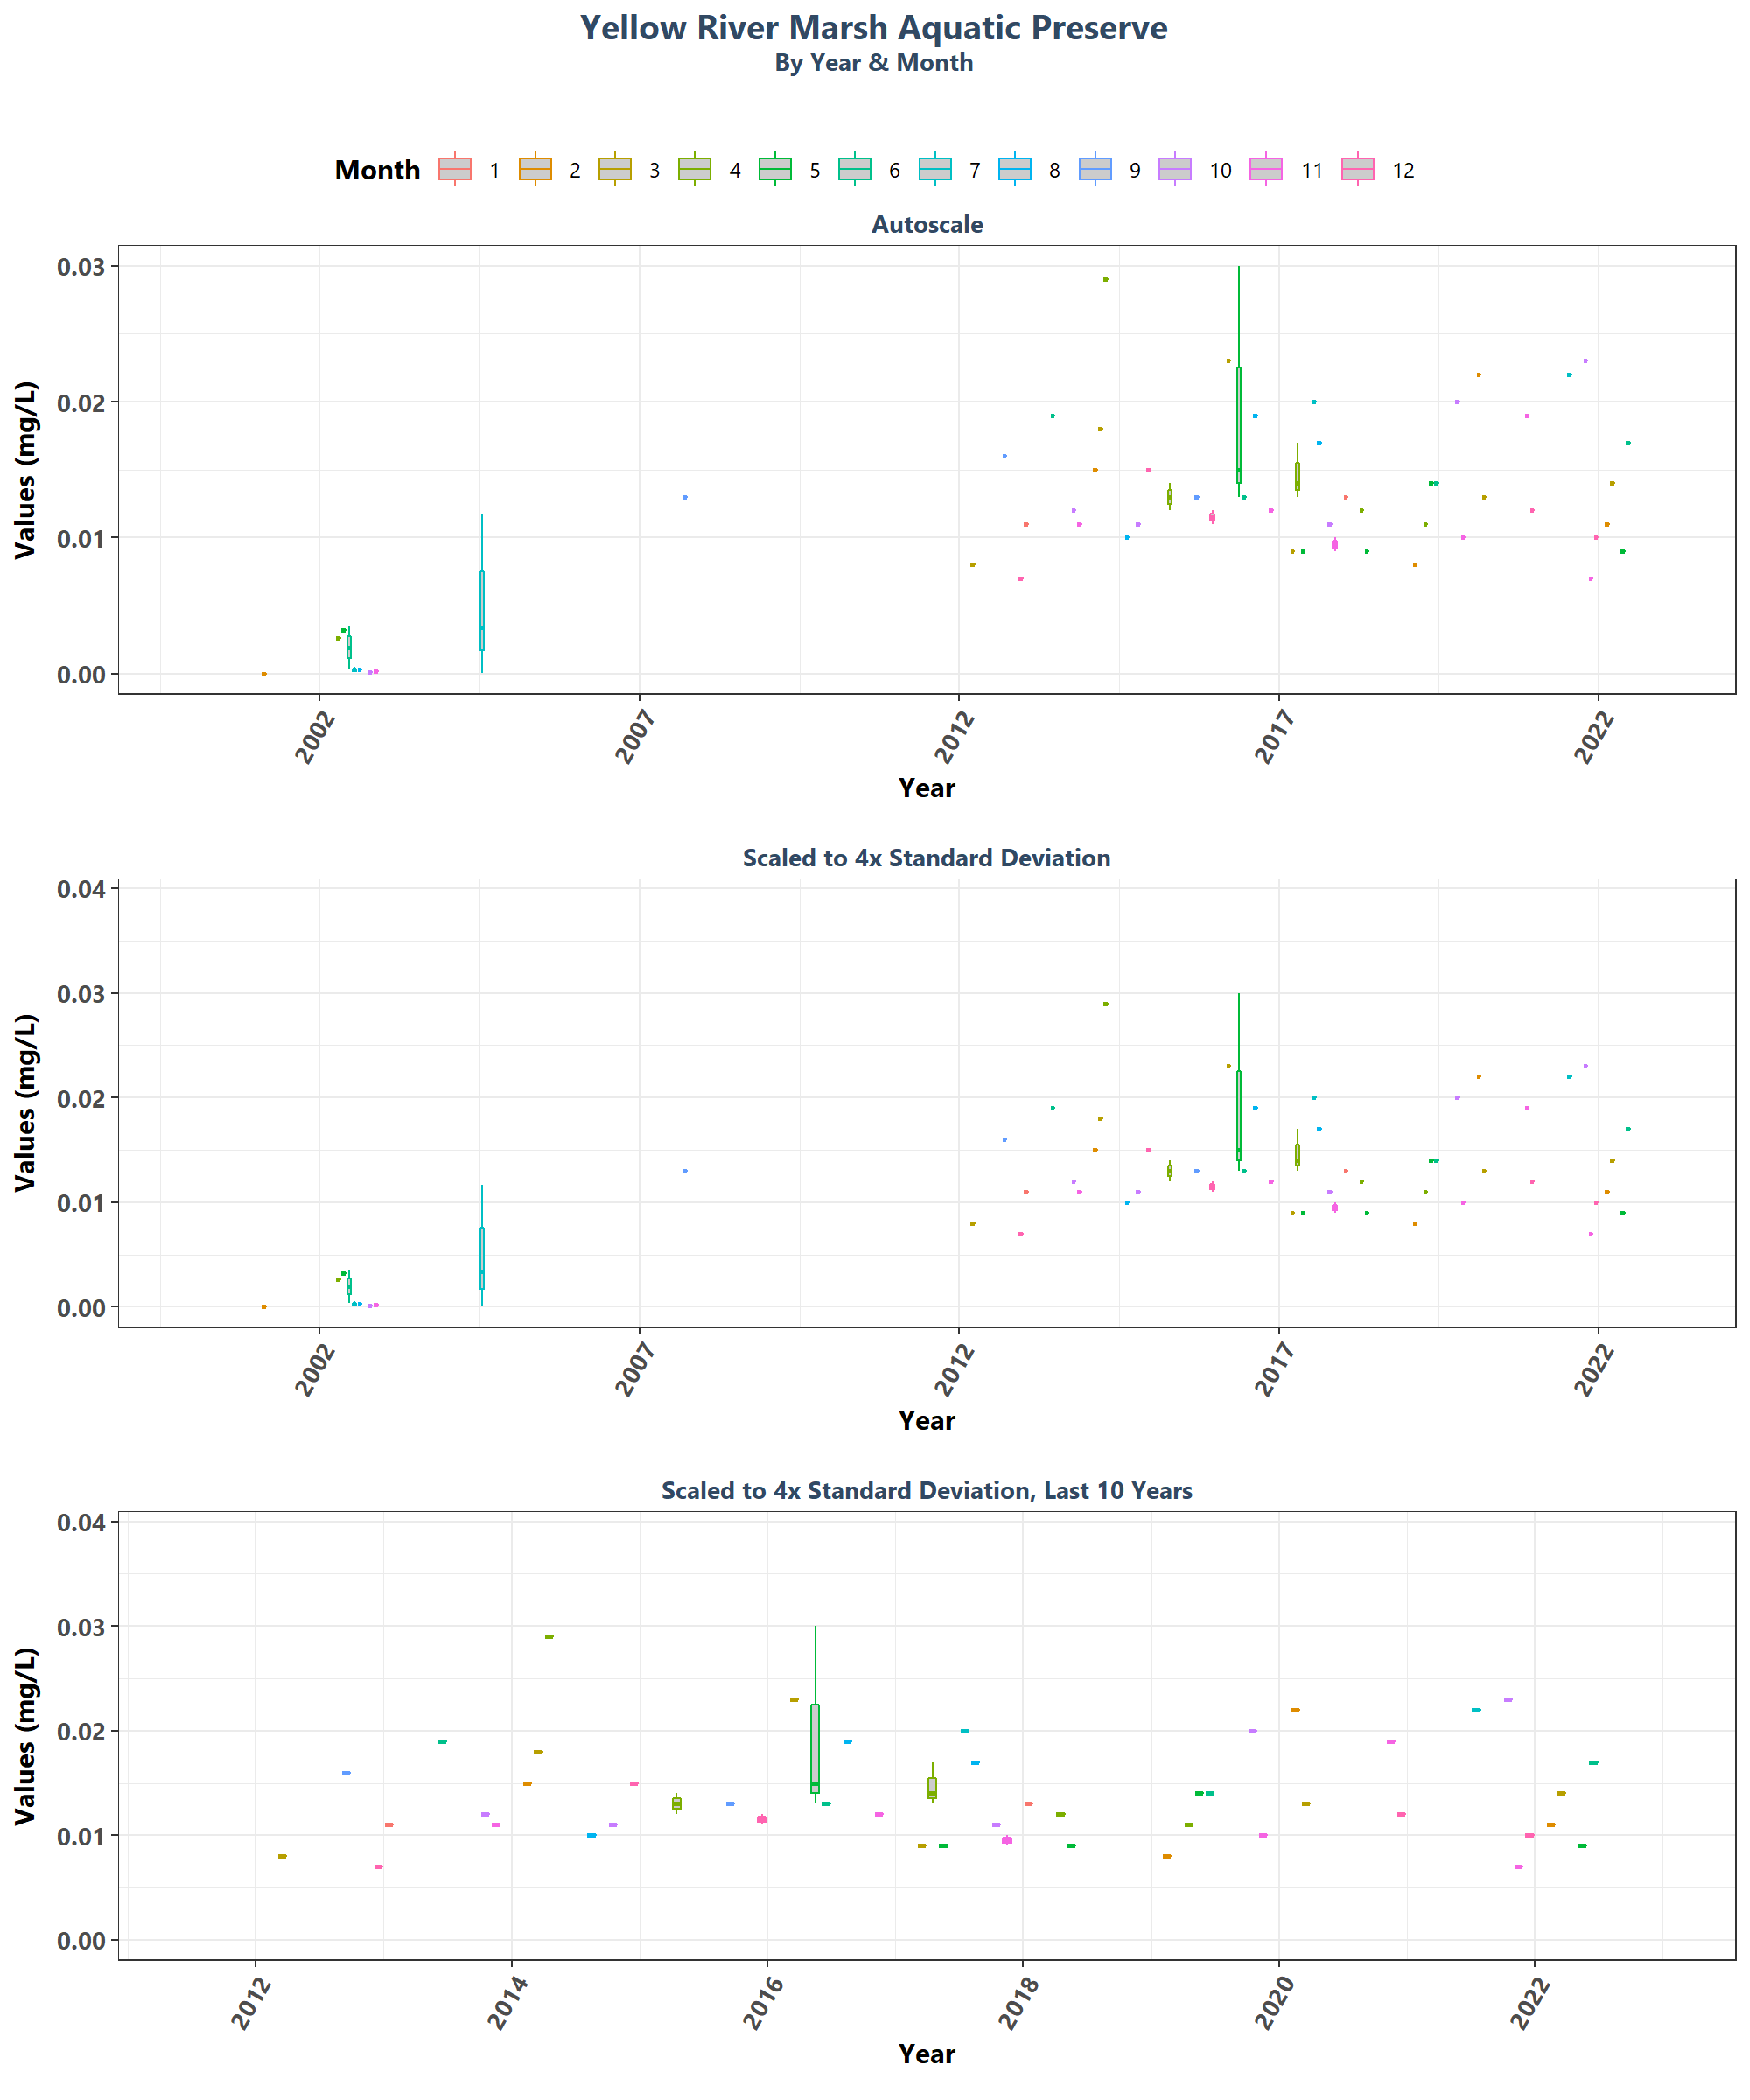 Yellow River Marsh Aquatic Preserve
By Year & Month
Month 1 2 3 4 5 6 7 8 9 10 11 12
Autoscale
0.03
0.02
0.01
0.00
Values (mg/L)
2002 2007 2012 2017 2022
Year
Scaled to 4x Standard Deviation
0.04
0.03
0.02
0.01
0.00
Values (mg/L)
2002 2007 2012 2017 2022
Year
Scaled to 4x Standard Deviation, Last 10 Years
0.04
0.03
0.02
0.01
0.00
Values (mg/L)
2012 2014 2016 2018 2020 2022
Year